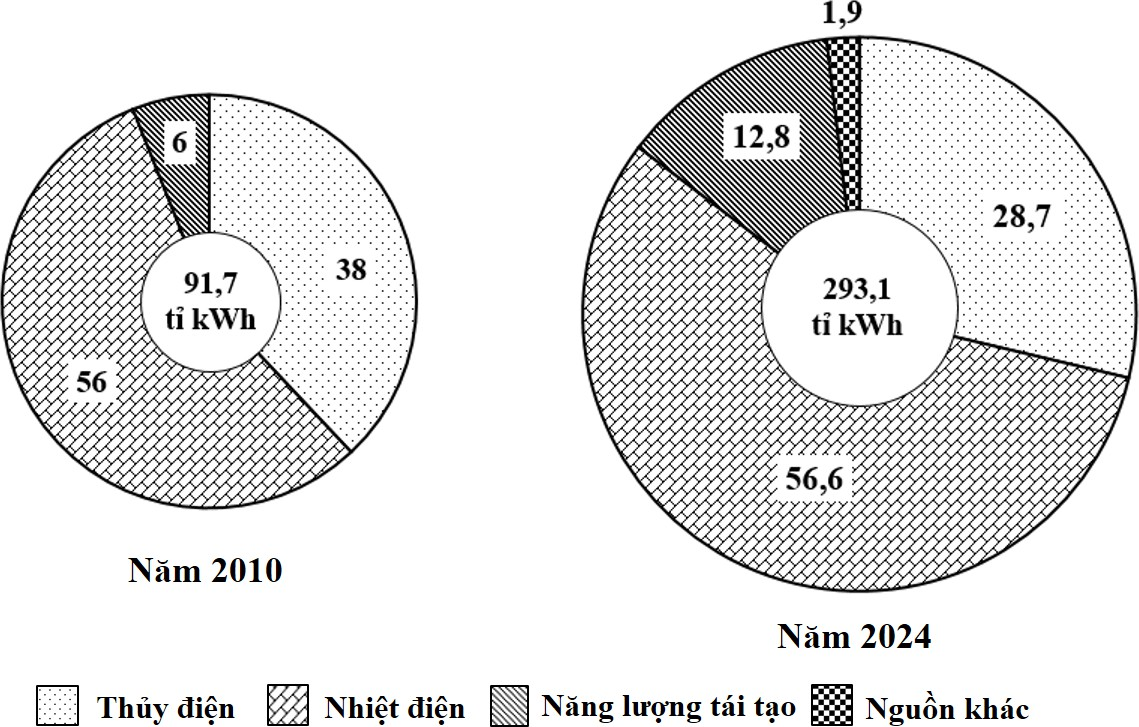 6
38
91,7
tỉ kWh
56
Năm 2010
1,9
12,8
28,7
293,1
tỉ kWh
56,6
Năm 2024
Thủy điện
Nhiệt điện
Năng lượng tái tạo
Nguồn khác